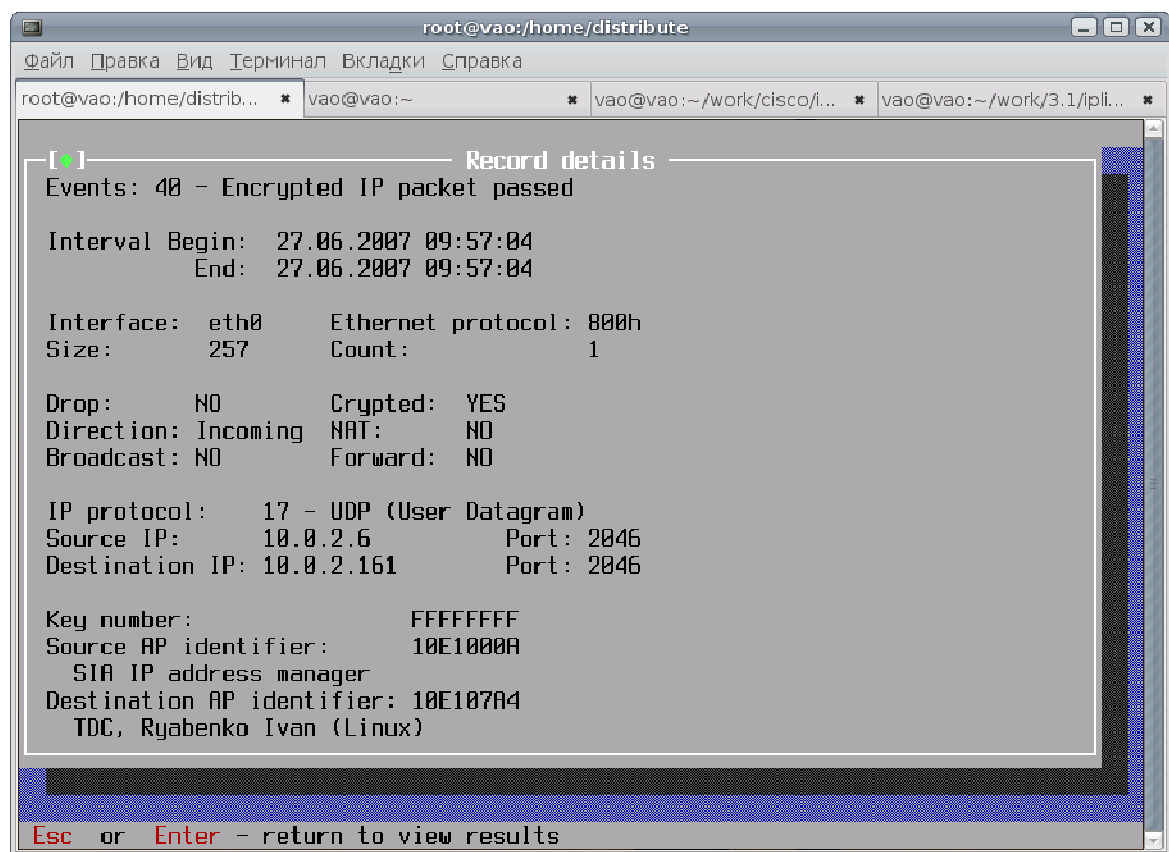 root@vao:/home/distribute
Файл Правка Вид Терминал Вкладки Справка
root@vao:/home/distrib... vao@vao:~ vao@vao:~/work/cisco/i... vao@vao:~/work/3.1/ipli...
Record details
Events: 40 - Encrypted IP packet passed
Interval Begin: 27.06.2007 09:57:04
End: 27.06.2007 09:57:04
Interface: eth0 Ethernet protocol: 800h
Size: 257 Count: 1
Drop: NO Crypted: YES
Direction: Incoming NAT: NO
Broadcast: NO Forward: NO
IP protocol: 17 - UDP (User Datagram)
Source IP: 10.0.2.6 Port: 2046
Destination IP: 10.0.2.161 Port: 2046
Key number: FFFFFFFF
Source AP identifier: 10E1000A
SIA IP address manager
Destination AP identifier: 10E107A4
TDC, Ryabenko Ivan (Linux)
Esc or Enter - return to view results